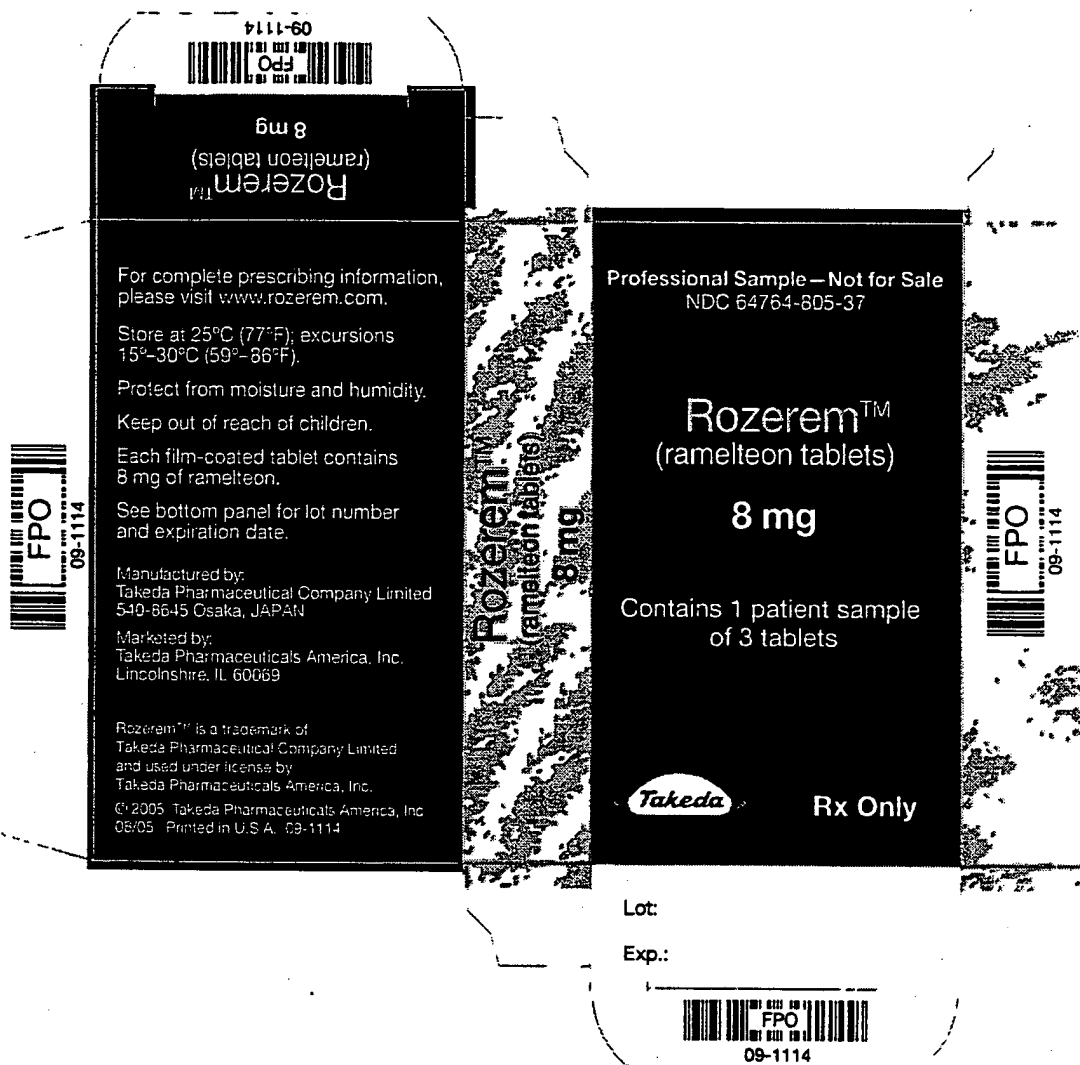 09-1114
FPO
8 mg
(ramelteon tablets)
Rozerem™
For complete prescribing information,
please visit www.rozerem.com.
Store at 25°C (77°F); excursions
15°–30°C (59°–86°F).
Protect from moisture and humidity.
Keep out of reach of children.
Each film-coated tablet contains
8 mg of ramelteon.
See bottom panel for lot number
and expiration date.
Manufactured by:
Takeda Pharmaceutical Company Limited
540-8645 Osaka, JAPAN
Marketed by:
Takeda Pharmaceuticals America, Inc.
Lincolnshire, IL 60069
Rozerem™ is a trademark of
Takeda Pharmaceutical Company Limited
and used under license by
Takeda Pharmaceuticals America, Inc.
© 2005 Takeda Pharmaceuticals America, Inc
08/05 Printed in U.S.A. 09-1114
FPO
09-1114
Rozerem™
(ramelteon tablets)
8 mg
Professional Sample–Not for Sale
NDC 64764-805-37
Rozerem™
(ramelteon tablets)
8 mg
Contains 1 patient sample
of 3 tablets
Takeda
Rx Only
FPO
09-1114
Lot:
Exp.:
FPO
09-1114